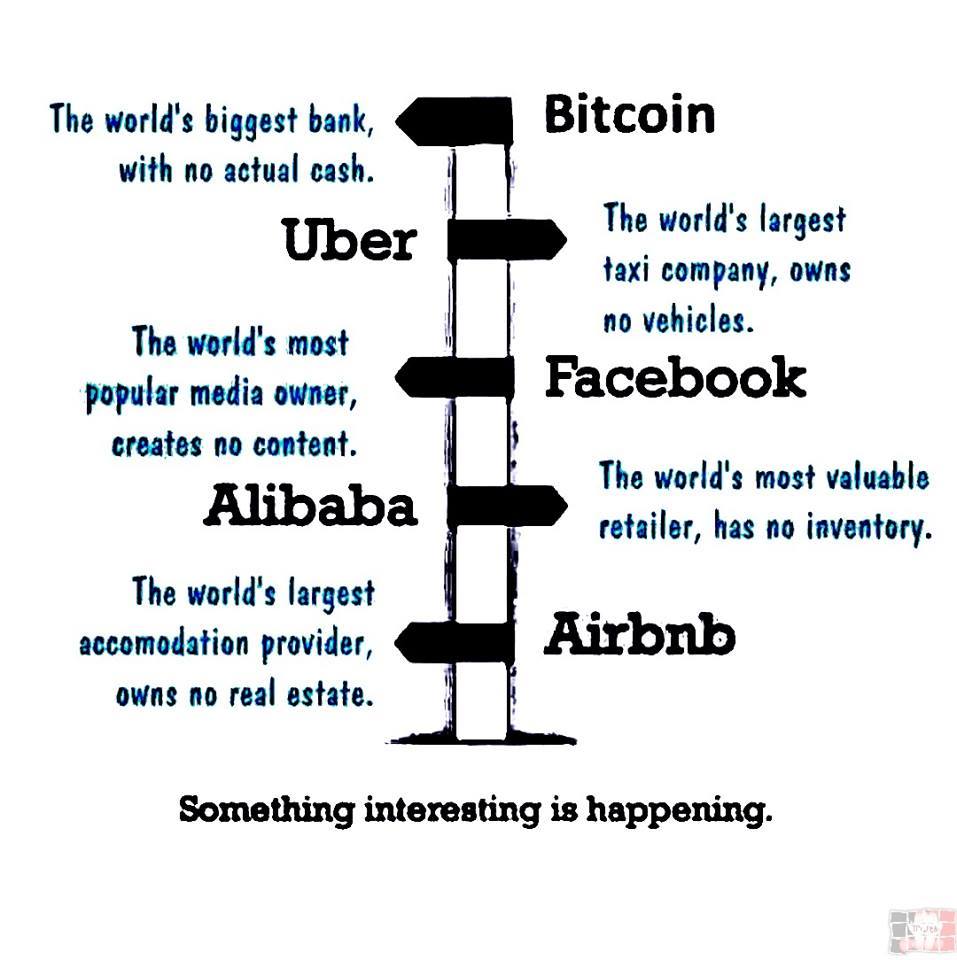 Bitcoin
The world's biggest bank,
with no actual cash.
Uber
The world's largest
taxi company, owns
no vehicles.
Facebook
The world's most
popular media owner,
creates no content.
Alibaba
The world's most valuable
retailer, has no inventory.
Airbnb
The world's largest
accomodation provider,
owns no real estate.
Something interesting is happening.